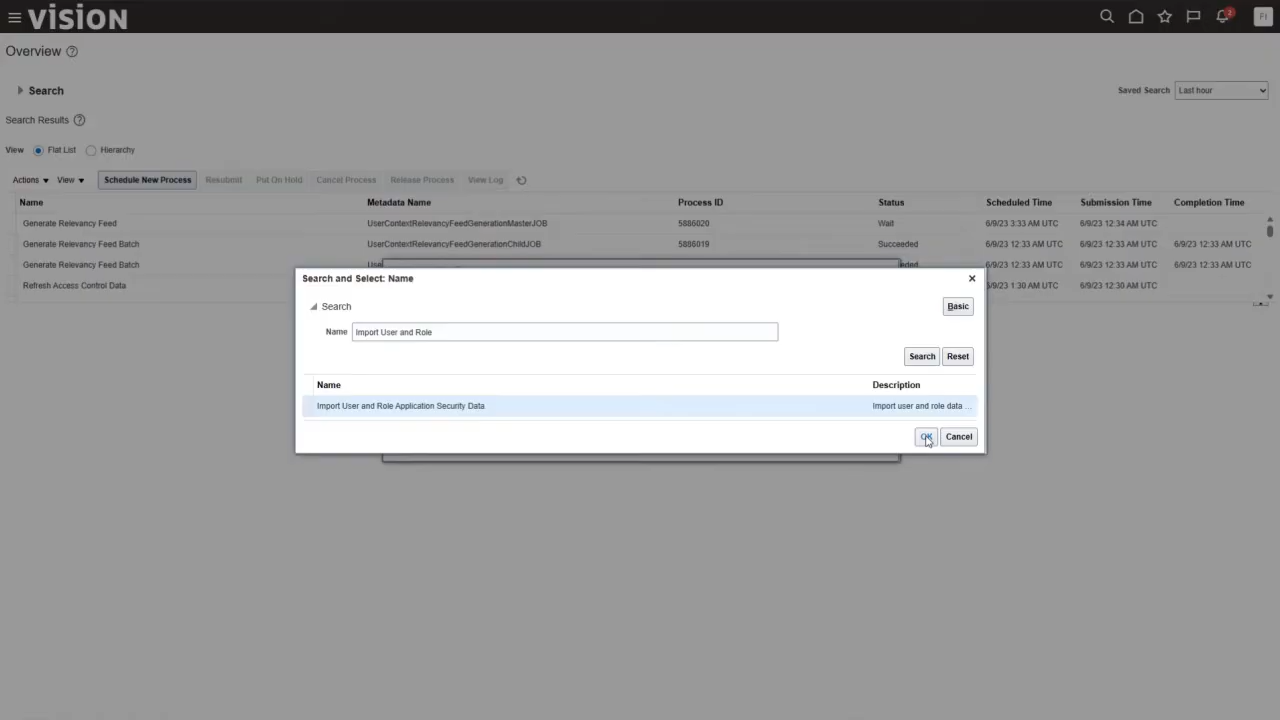 vision
2
FI
Overview
Search
Saved Search Last hour
Search Results
View Flat List Hierarchy
Actions View Schedule New Process Resubmit Put On Hold Cancel Process Release Process View Log
Name Metadata Name Process ID Status Scheduled Time Submission Time Completion Time
Generate Relevancy Feed UserContextRelevancyFeedGenerationMasterJOB 5886020 Wait 6/9/23 3:33 AM UTC 6/9/23 12:34 AM UTC
Generate Relevancy Feed Batch UserContextRelevancyFeedGenerationChildJOB 5886019 Succeeded 6/9/23 12:33 AM UTC 6/9/23 12:33 AM UTC 6/9/23 12:33 AM UTC
Generate Relevancy Feed Batch 6/9/23 12:33 AM UTC 6/9/23 12:33 AM UTC 6/9/23 12:33 AM UTC
Refresh Access Control Data 6/9/23 1:30 AM UTC 6/9/23 12:30 AM UTC
Search and Select: Name
Search Basic
Name Import User and Role
Search Reset
Name Description
Import User and Role Application Security Data Import user and role data ...
OK Cancel